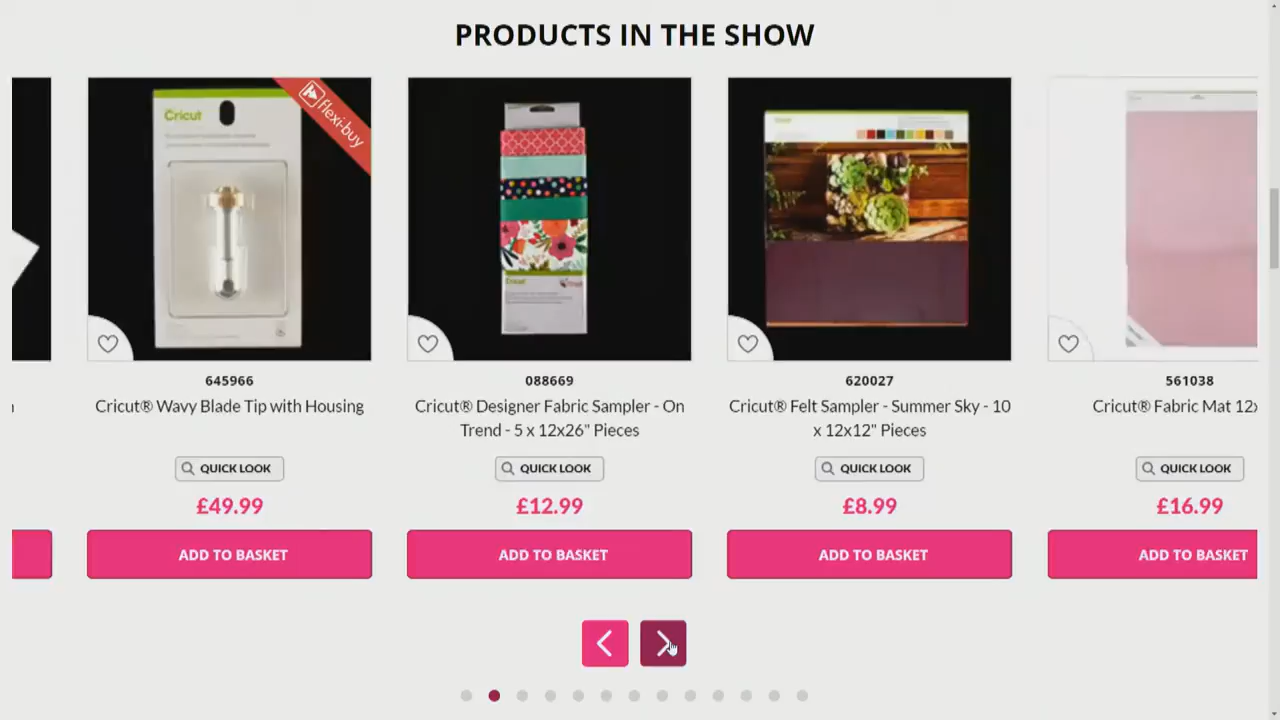 PRODUCTS IN THE SHOW
Cricut
flexi-buy
Cricut
645966
088669
620027
561038
Cricut® Wavy Blade Tip with Housing
Cricut® Designer Fabric Sampler - On
Trend - 5 x 12x26" Pieces
Cricut® Felt Sampler - Summer Sky - 10
x 12x12" Pieces
Cricut® Fabric Mat 12x
QUICK LOOK
QUICK LOOK
QUICK LOOK
QUICK LOOK
£49.99
£12.99
£8.99
£16.99
ADD TO BASKET
ADD TO BASKET
ADD TO BASKET
ADD TO BASKET